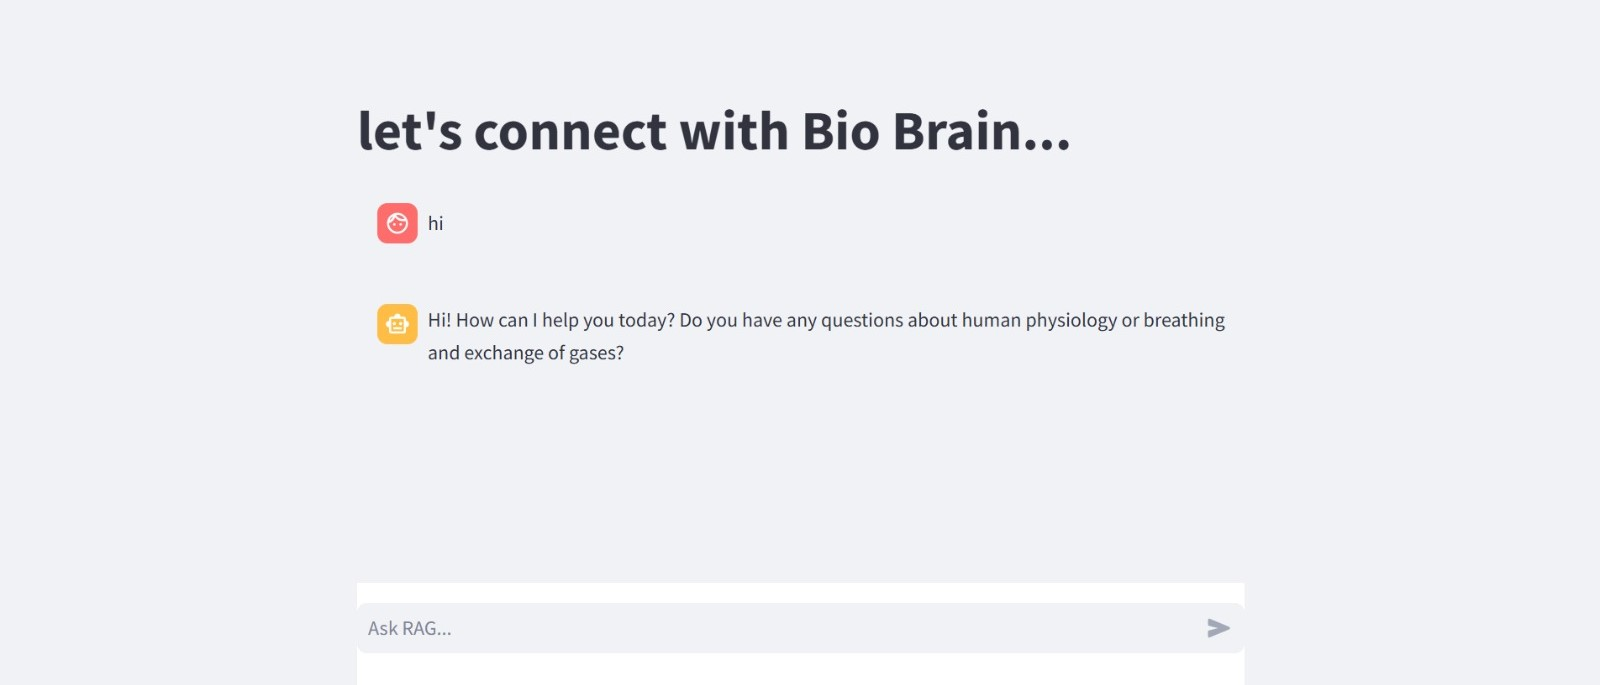 let's connect with Bio Brain...
hi
Hi! How can I help you today? Do you have any questions about human physiology or breathing
and exchange of gases?
Ask RAG...